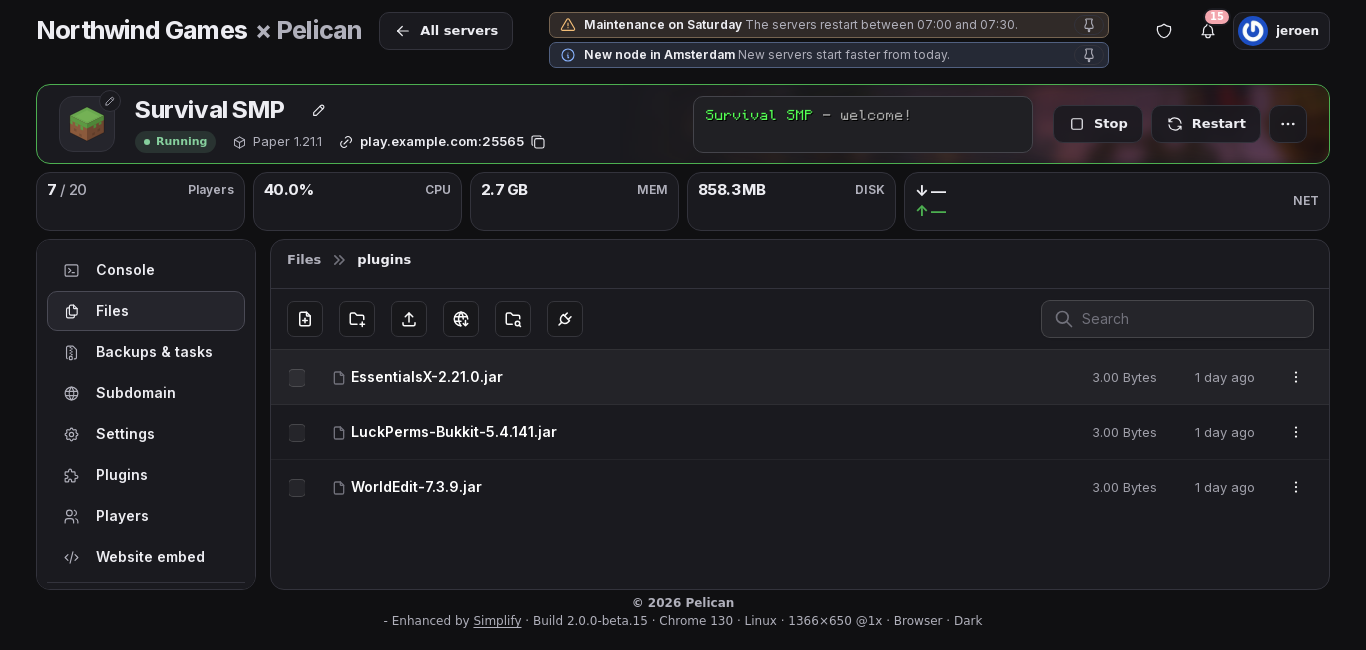 Northwind Games × Pelican
All servers
Maintenance on Saturday The servers restart between 07:00 and 07:30.
New node in Amsterdam New servers start faster from today.
15
jeroen
Survival SMP
Running
Paper 1.21.1
play.example.com:25565
Survival SMP – welcome!
Stop
Restart
7 / 20
Players
40.0%
CPU
2.7 GB
MEM
858.3 MB
DISK
↓ —
↑ —
NET
Console
Files
Backups & tasks
Subdomain
Settings
Plugins
Players
Website embed
Files » plugins
Search
EssentialsX-2.21.0.jar 3.00 Bytes 1 day ago
LuckPerms-Bukkit-5.4.141.jar 3.00 Bytes 1 day ago
WorldEdit-7.3.9.jar 3.00 Bytes 1 day ago
© 2026 Pelican
- Enhanced by Simplify · Build 2.0.0-beta.15 · Chrome 130 · Linux · 1366×650 @1x · Browser · Dark